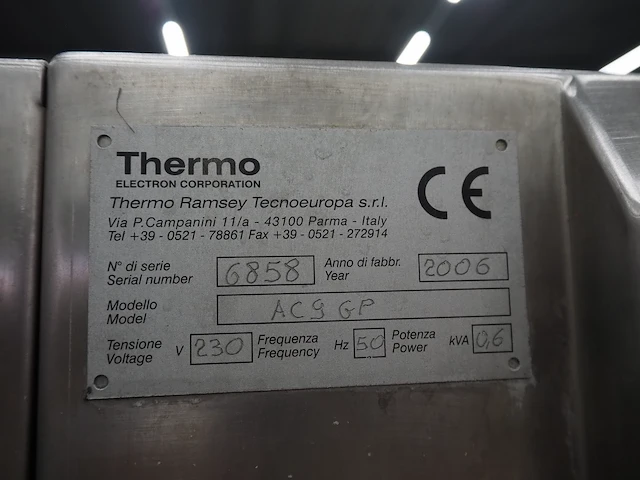 Thermo
ELECTRON CORPORATION
Thermo Ramsey Tecnoeuropa s.r.l.
Via P.Campanini 11/a - 43100 Parma - Italy
Tel +39 - 0521 - 78861 Fax +39 - 0521 - 272914
CE
N° di serie 6858 Anno di fabbr. 2006
Serial number Year
Modello AC9 GP
Model
Tensione V 230 Frequenza Hz 50 Potenza kVA 0,6
Voltage Frequency Power